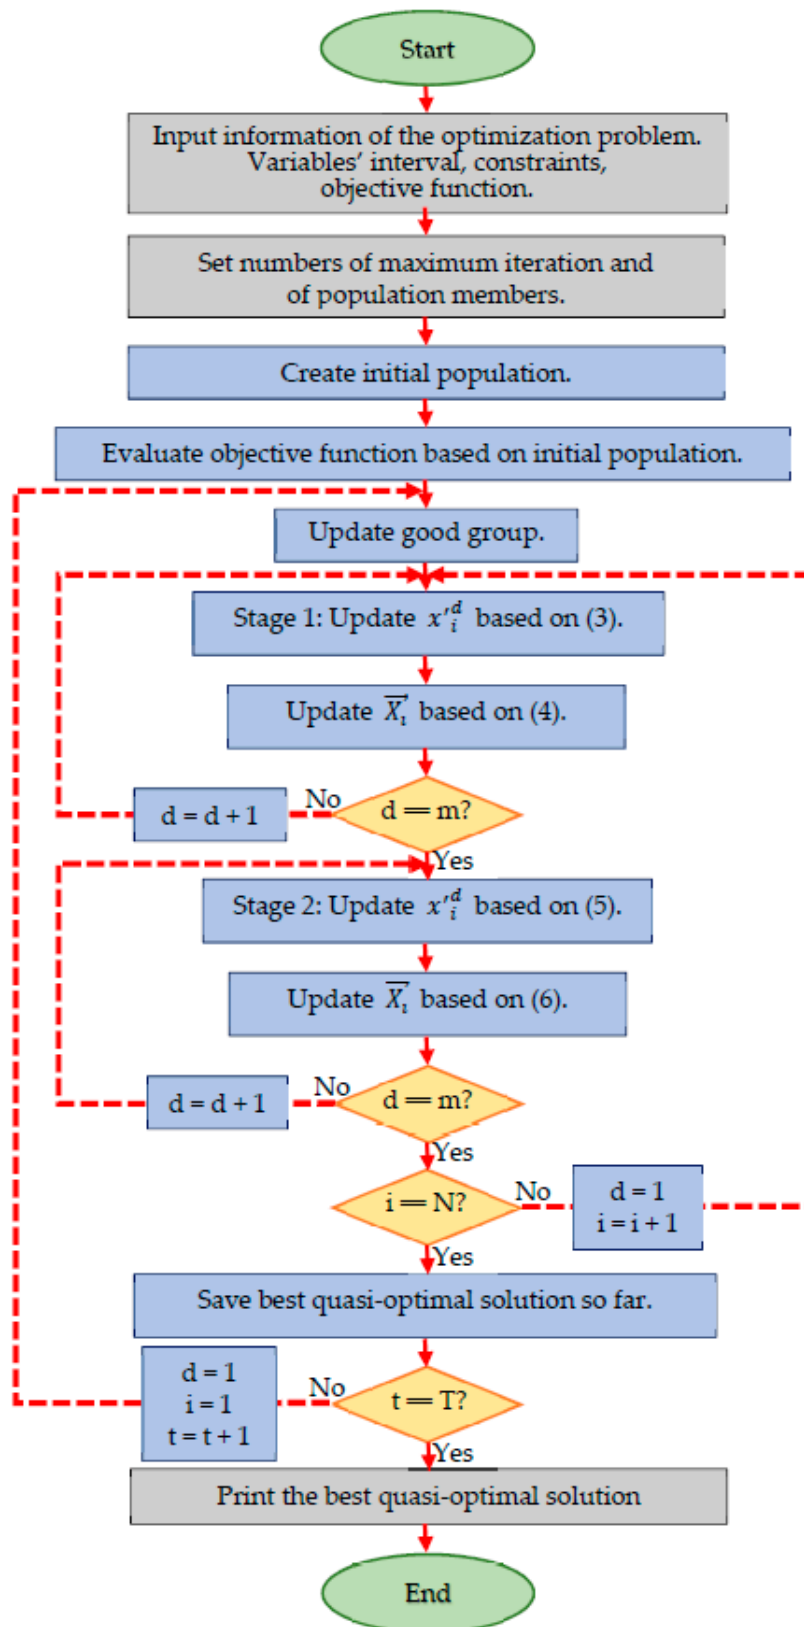 Start
Input information of the optimization problem.
Variables' interval, constraints,
objective function.
Set numbers of maximum iteration and
of population members.
Create initial population.
Evaluate objective function based on initial population.
Update good group.
Stage 1: Update x'ᵢᵈ based on (3).
Update X⃗'ᵢ based on (4).
d == m?
No
d = d + 1
Yes
Stage 2: Update x'ᵢᵈ based on (5).
Update X⃗'ᵢ based on (6).
d == m?
No
d = d + 1
Yes
i == N?
No
d = 1
i = i + 1
Yes
Save best quasi-optimal solution so far.
t == T?
No
d = 1
i = 1
t = t + 1
Yes
Print the best quasi-optimal solution
End